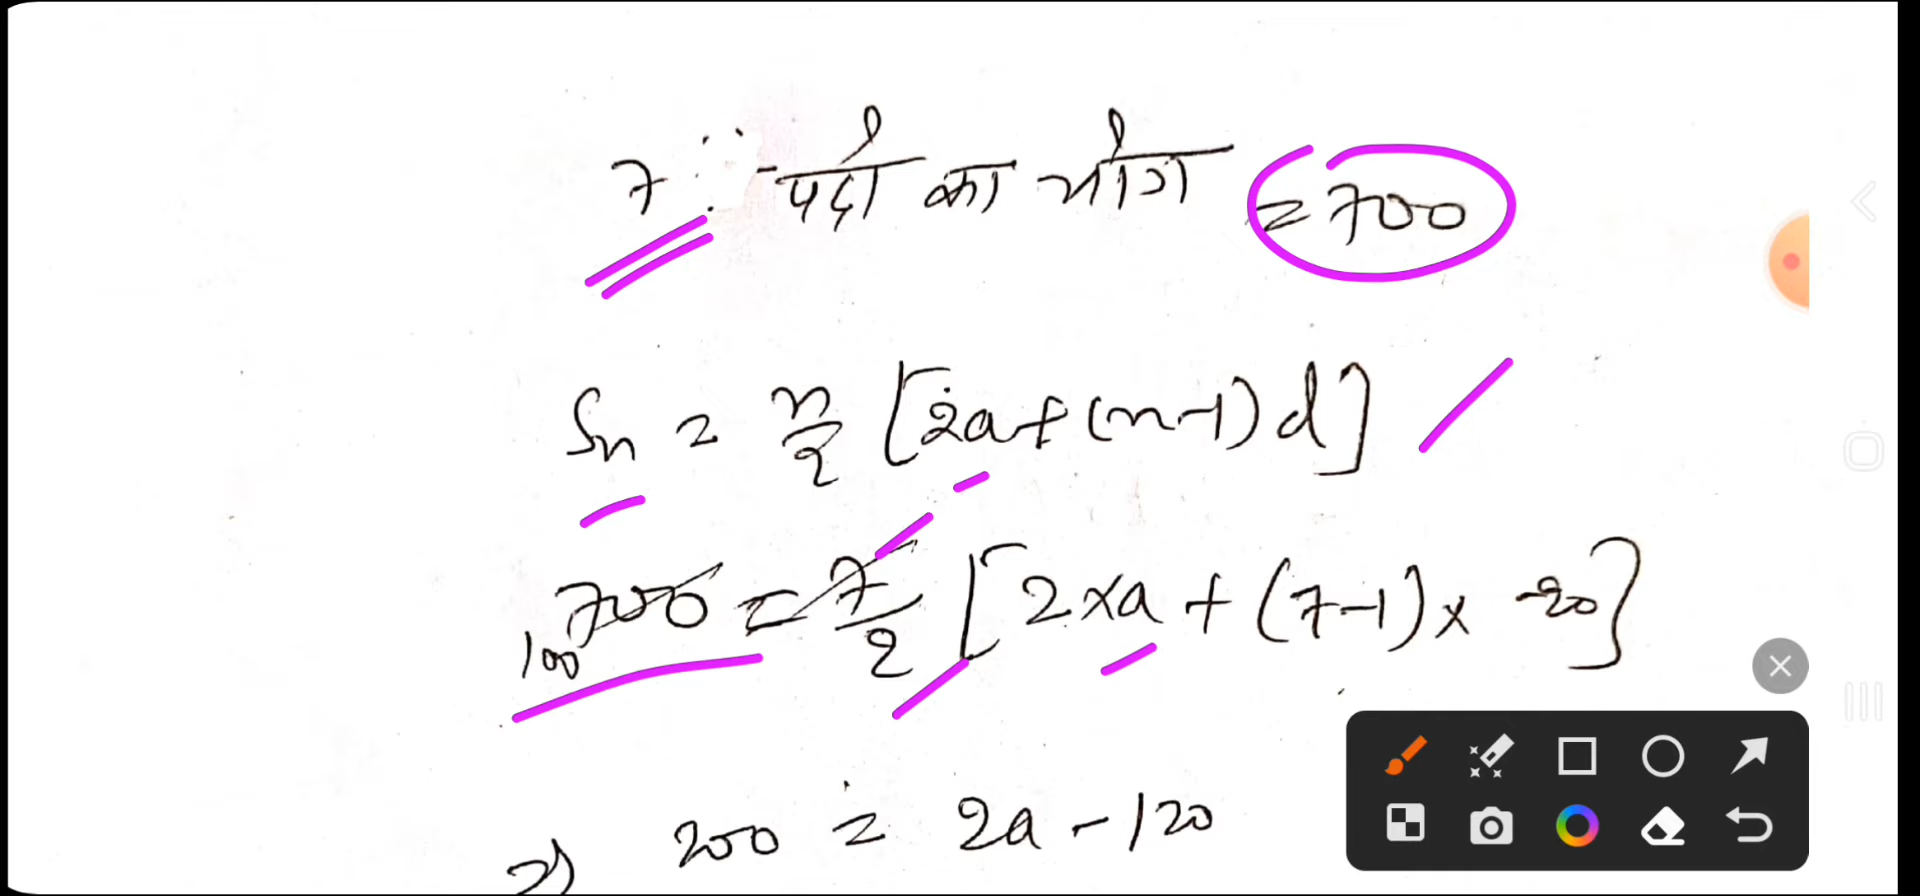 7 पदों का योग = 700
Sn = n/2 [2a + (n-1) d]
700 = 7/2 [2×a + (7-1) × -20]
100
⇒ 200 = 2a - 120